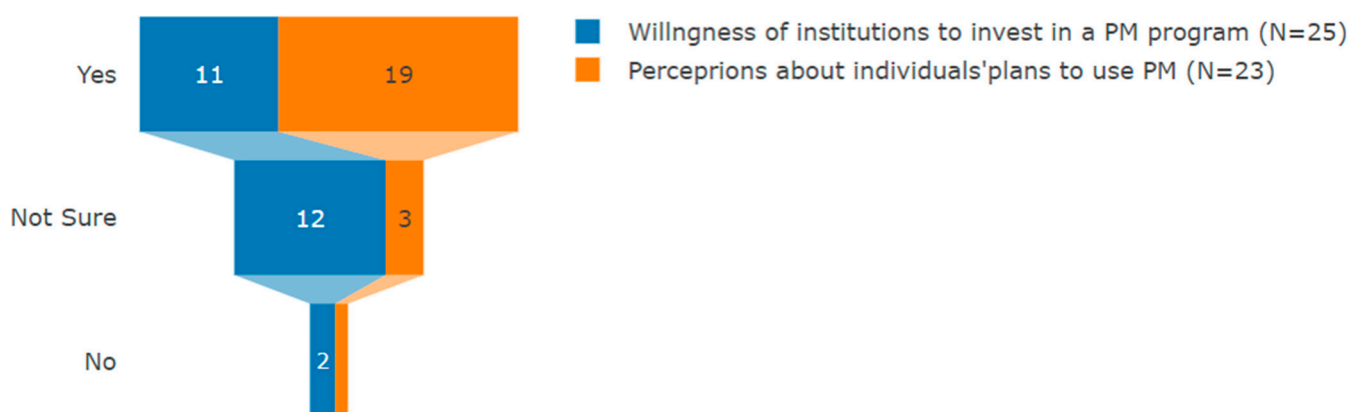 Willngness of institutions to invest in a PM program (N=25)
Perceprions about individuals'plans to use PM (N=23)
Yes
11
19
Not Sure
12
3
No
2